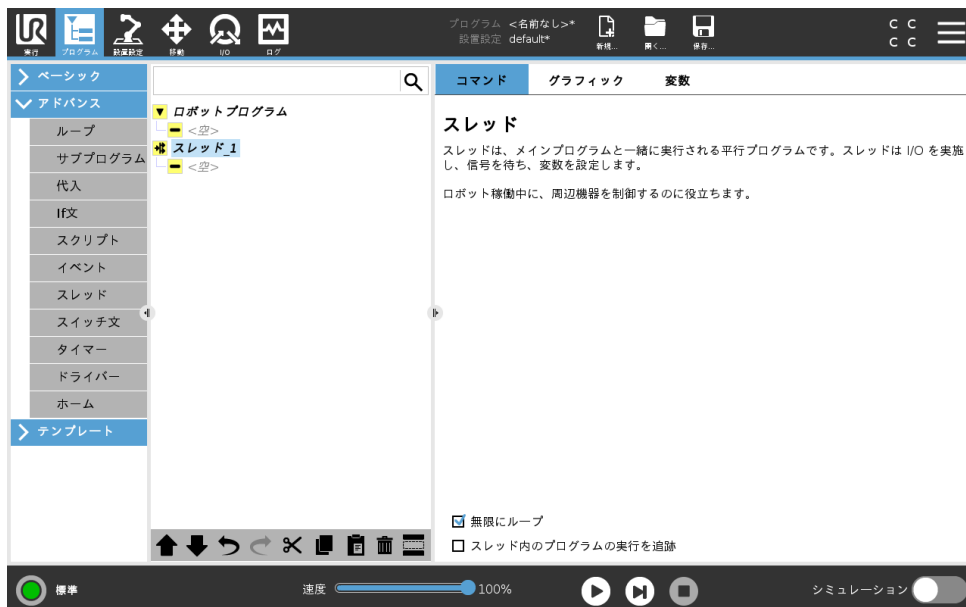 UR
実行
プログラム
設置設定
移動
I/O
ログ
プログラム <名前なし>*
設置設定 default*
新規...
開く...
保存...
C C
C C
ベーシック
アドバンス
ループ
サブプログラム
代入
If文
スクリプト
イベント
スレッド
スイッチ文
タイマー
ドライバー
ホーム
テンプレート
ロボットプログラム
<空>
スレッド_1
<空>
コマンド
グラフィック
変数
スレッド
スレッドは、メインプログラムと一緒に実行される平行プログラムです。スレッドは I/O を実施
し、信号を待ち、変数を設定します。
ロボット稼働中に、周辺機器を制御するのに役立ちます。
無限にループ
スレッド内のプログラムの実行を追跡
標準
速度
100%
シミュレーション